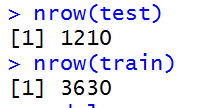 > nrow(test)
[1] 1210
> nrow(train)
[1] 3630